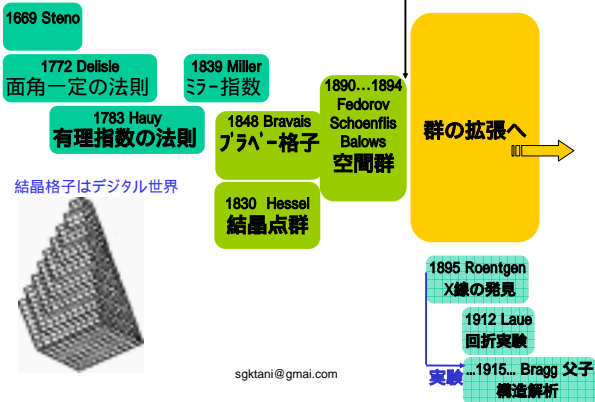 1669 Steno
1772 Delisle
面角一定の法則
1783 Hauy
有理指数の法則
1839 Miller
ﾐﾗｰ指数
1848 Bravais
ﾌﾞﾗﾍﾞｰ格子
1830 Hessel
結晶点群
1890…1894
Fedorov
Schoenflis
Balows
空間群
群の拡張へ
結晶格子はデジタル世界
1895 Roentgen
X線の発見
1912 Laue
回折実験
実験
...1915... Bragg 父子
構造解析
sgktani@gmai.com